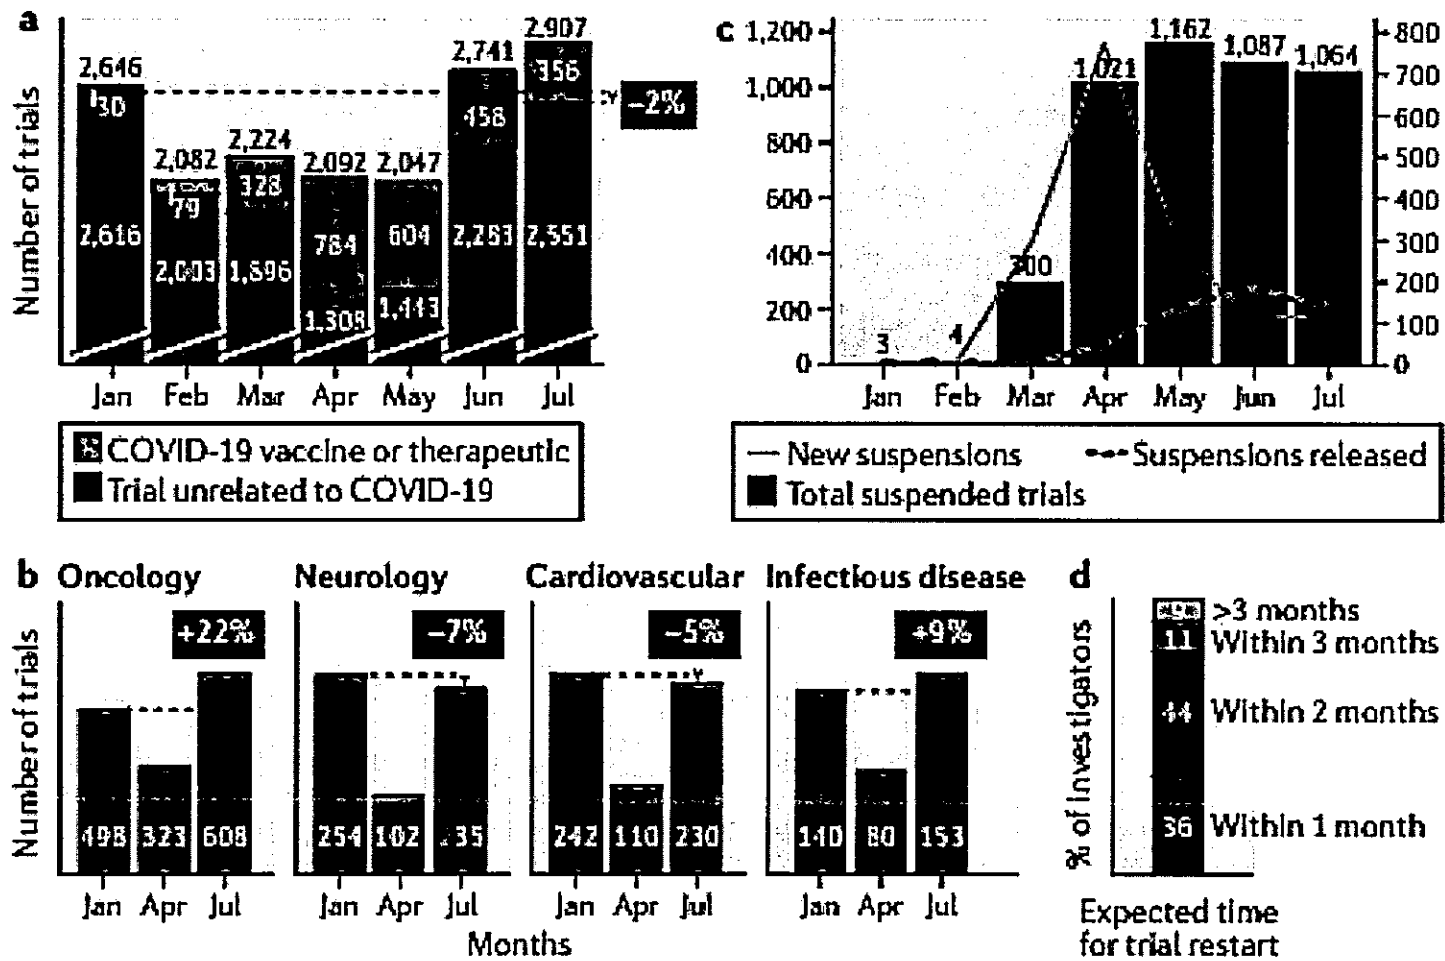 a
2,907
2,741
2,646
356
-2%
30
458
2,224
2,082
2,092
2,047
328
79
2,616
784
604
2,283
2,551
2,003
1,896
1,308
1,443
Number of trials
Jan Feb Mar Apr May Jun Jul
COVID-19 vaccine or therapeutic
Trial unrelated to COVID-19
c
1,200
1,000
800
600
400
200
0
1,162
1,087
1,064
1,021
300
3
4
800
700
600
500
400
300
200
100
0
Jan Feb Mar Apr May Jun Jul
New suspensions
Suspensions released
Total suspended trials
b
Oncology
Neurology
Cardiovascular
Infectious disease
+22%
-7%
-5%
+9%
Number of trials
498 323 608
254 102
242 110 230
140 80 153
Jan Apr Jul
Jan Apr Jul
Jan Apr Jul
Jan Apr Jul
Months
d
% of investigators
9 >3 months
11 Within 3 months
44 Within 2 months
36 Within 1 month
Expected time
for trial restart